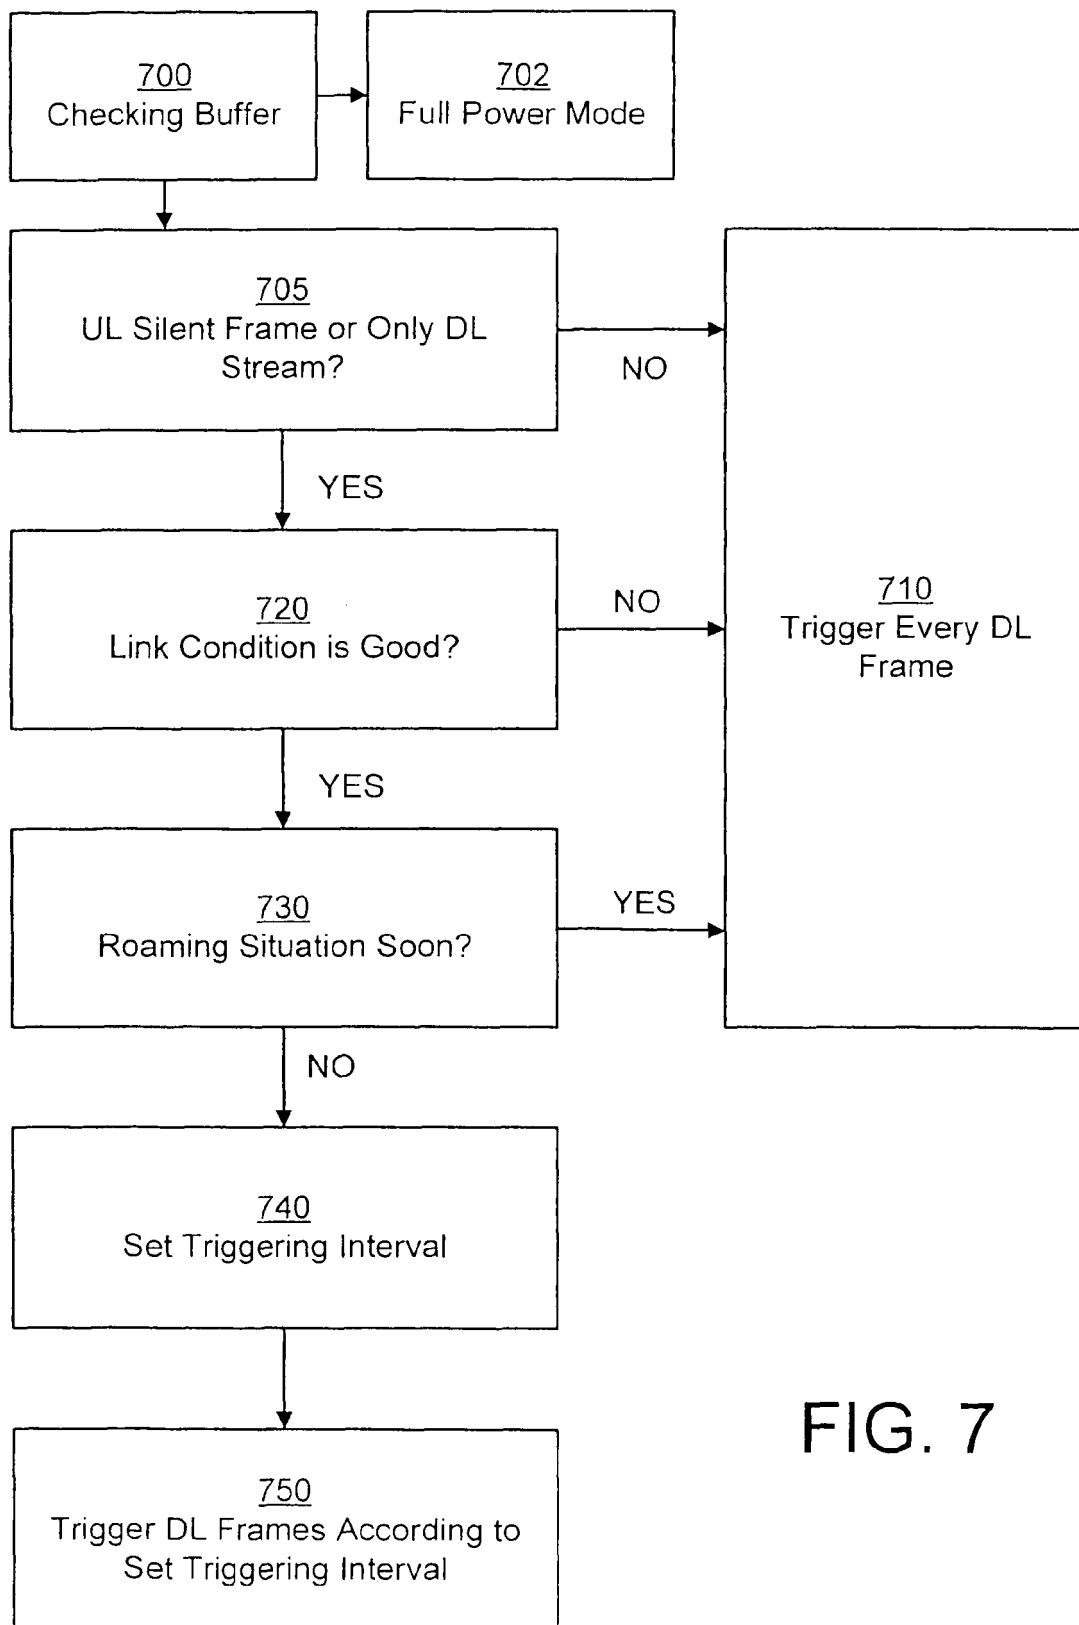 700
Checking Buffer
702
Full Power Mode
705
UL Silent Frame or Only DL
Stream?
NO
YES
720
Link Condition is Good?
NO
710
Trigger Every DL
Frame
YES
730
Roaming Situation Soon?
YES
NO
740
Set Triggering Interval
750
Trigger DL Frames According to
Set Triggering Interval
FIG. 7